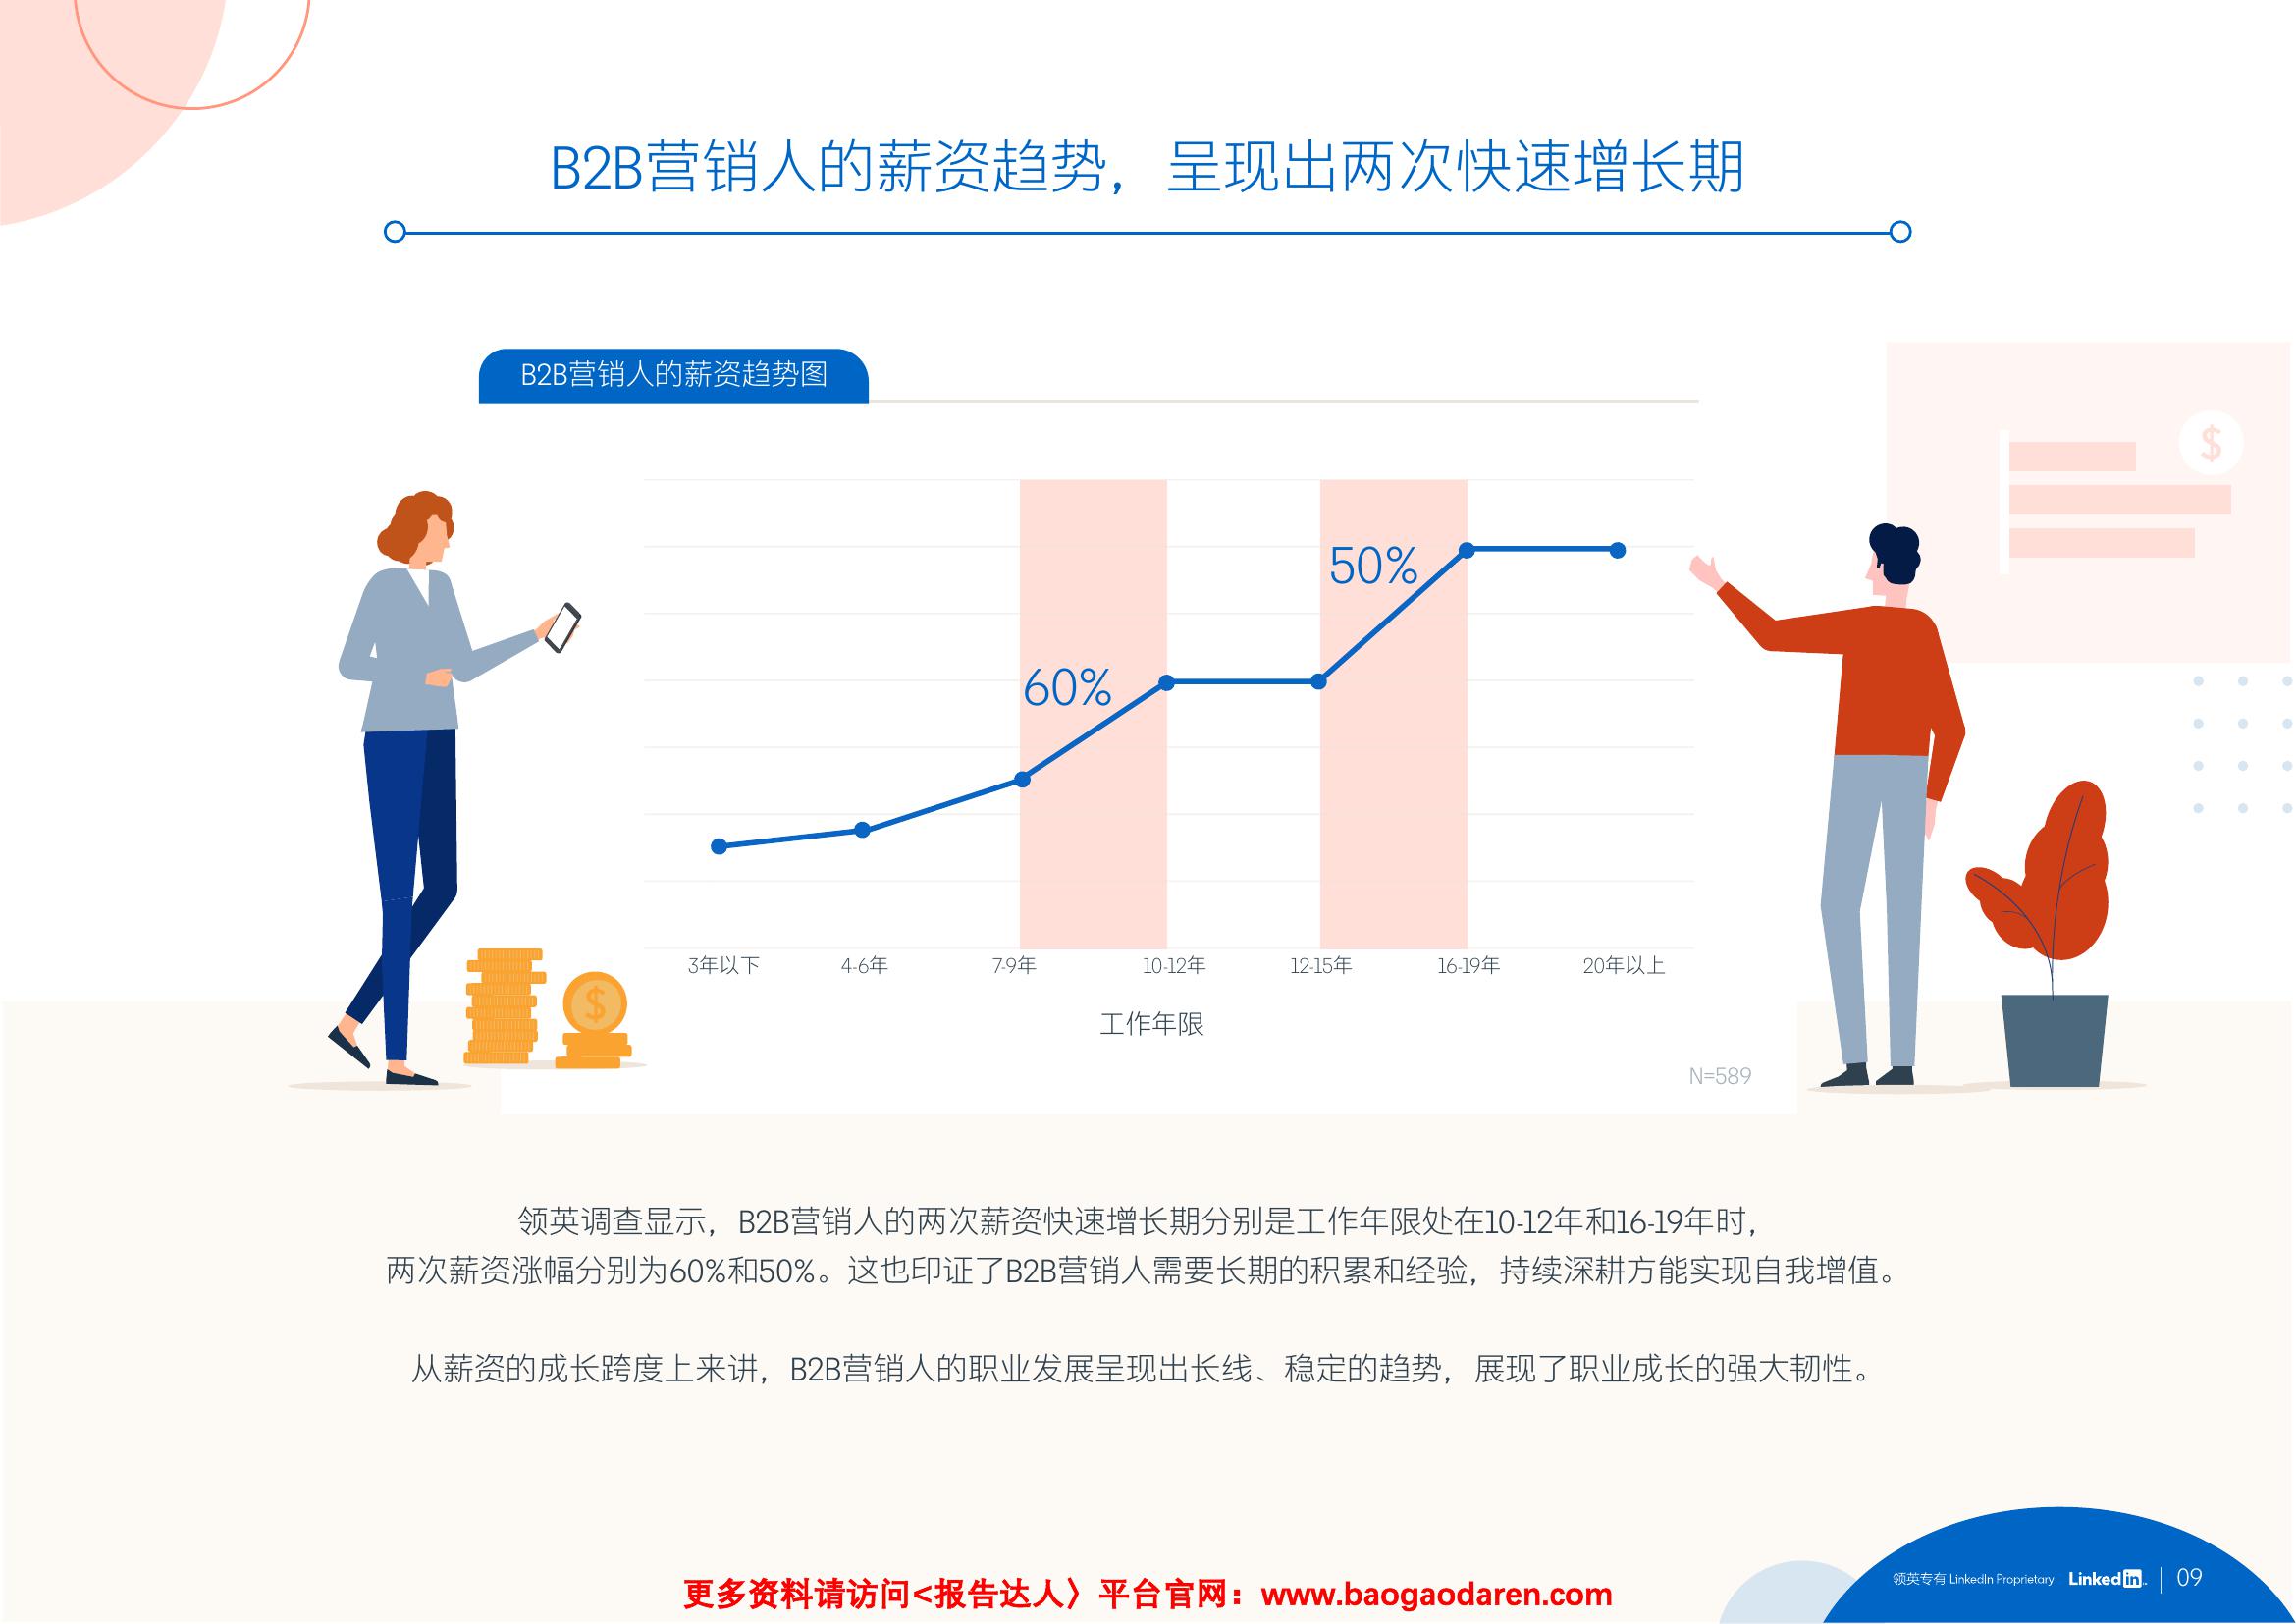 B2B营销人的薪资趋势，呈现出两次快速增长期
B2B营销人的薪资趋势图
$
50%
60%
$
3年以下 4-6年 7-9年 10-12年 12-15年 16-19年 20年以上
工作年限
N=589
领英调查显示，B2B营销人的两次薪资快速增长期分别是工作年限处在10-12年和16-19年时，
两次薪资涨幅分别为60%和50%。这也印证了B2B营销人需要长期的积累和经验，持续深耕方能实现自我增值。
从薪资的成长跨度上来讲，B2B营销人的职业发展呈现出长线、稳定的趋势，展现了职业成长的强大韧性。
领英专有 LinkedIn Proprietary LinkedIn 09
更多资料请访问<报告达人〉平台官网：www.baogaodaren.com